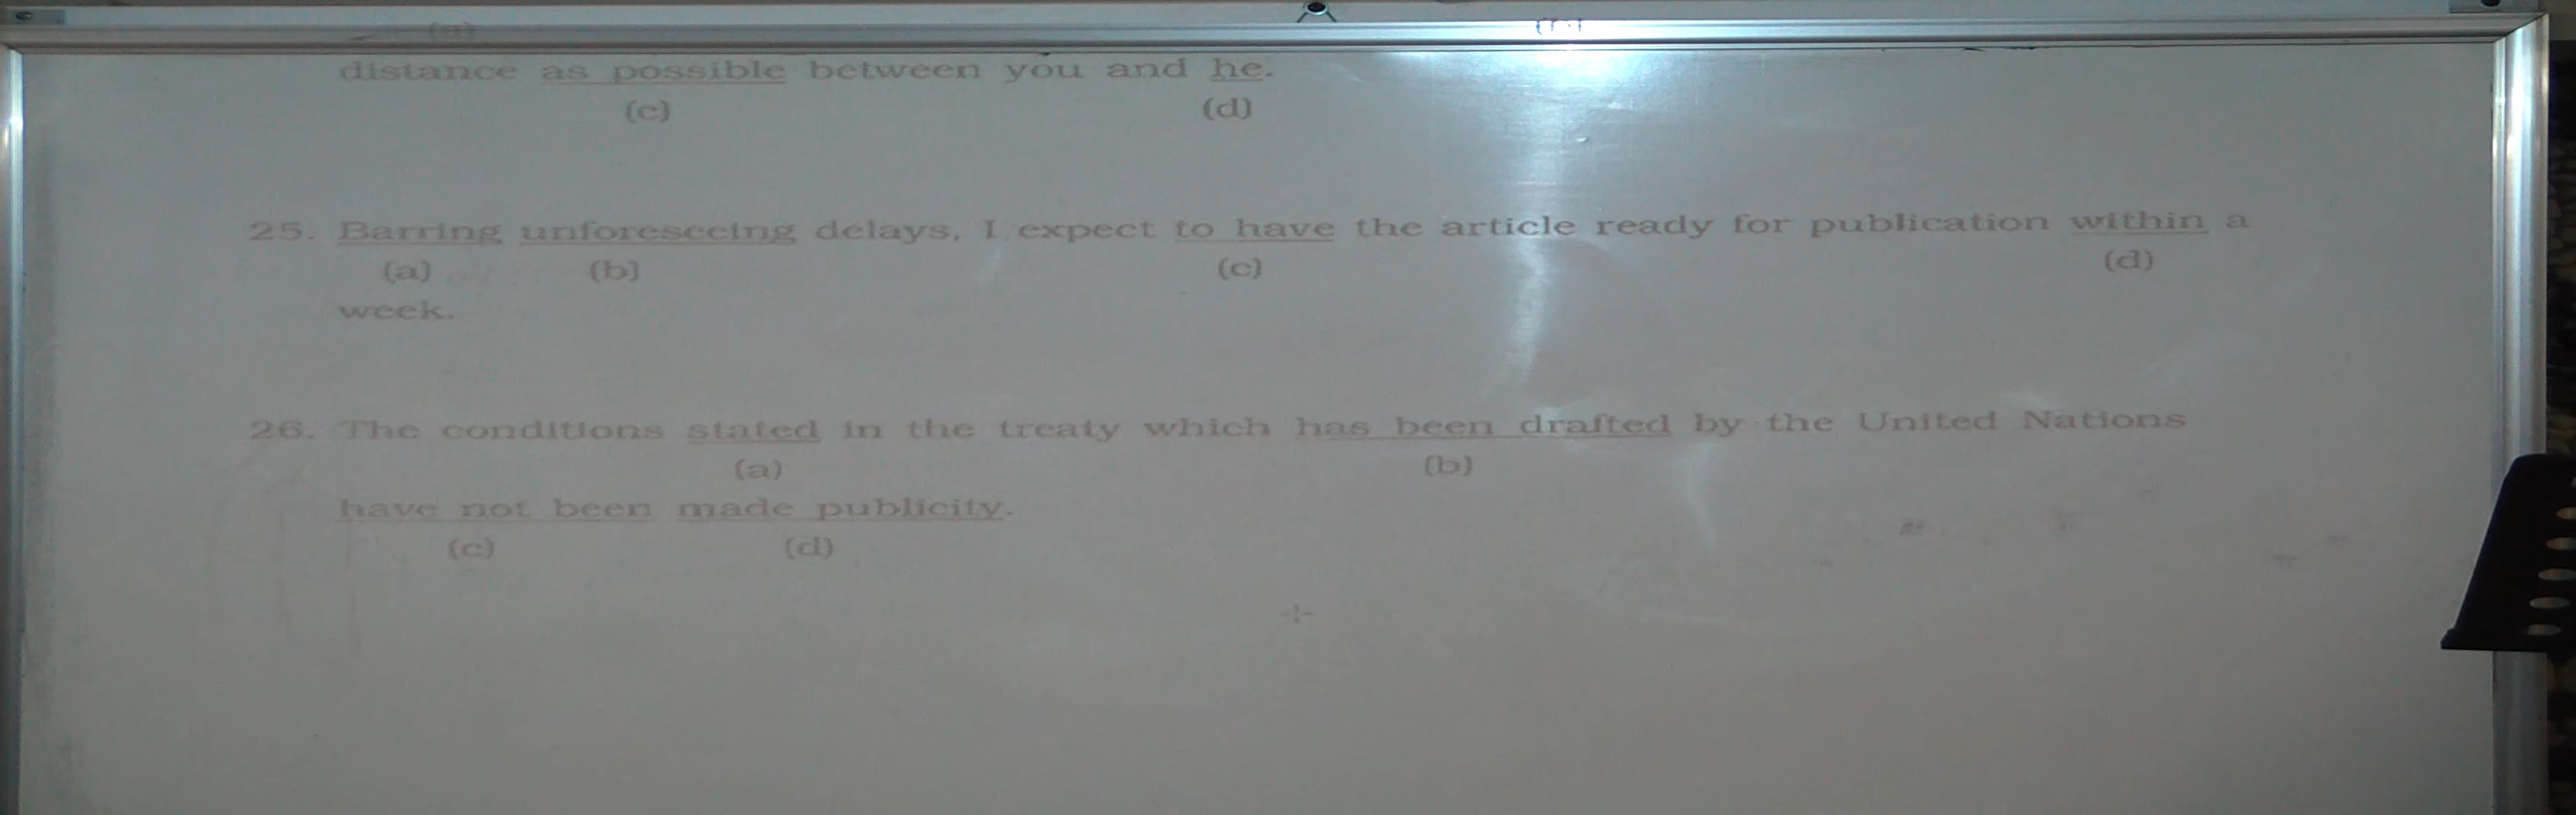 (a)
distance as possible between you and he.
(c) (d)
25. Barring unforeseeing delays, I expect to have the article ready for publication within a
(a) (b) (c) (d)
week.
26. The conditions stated in the treaty which has been drafted by the United Nations
(a) (b)
have not been made publicity.
(c) (d)